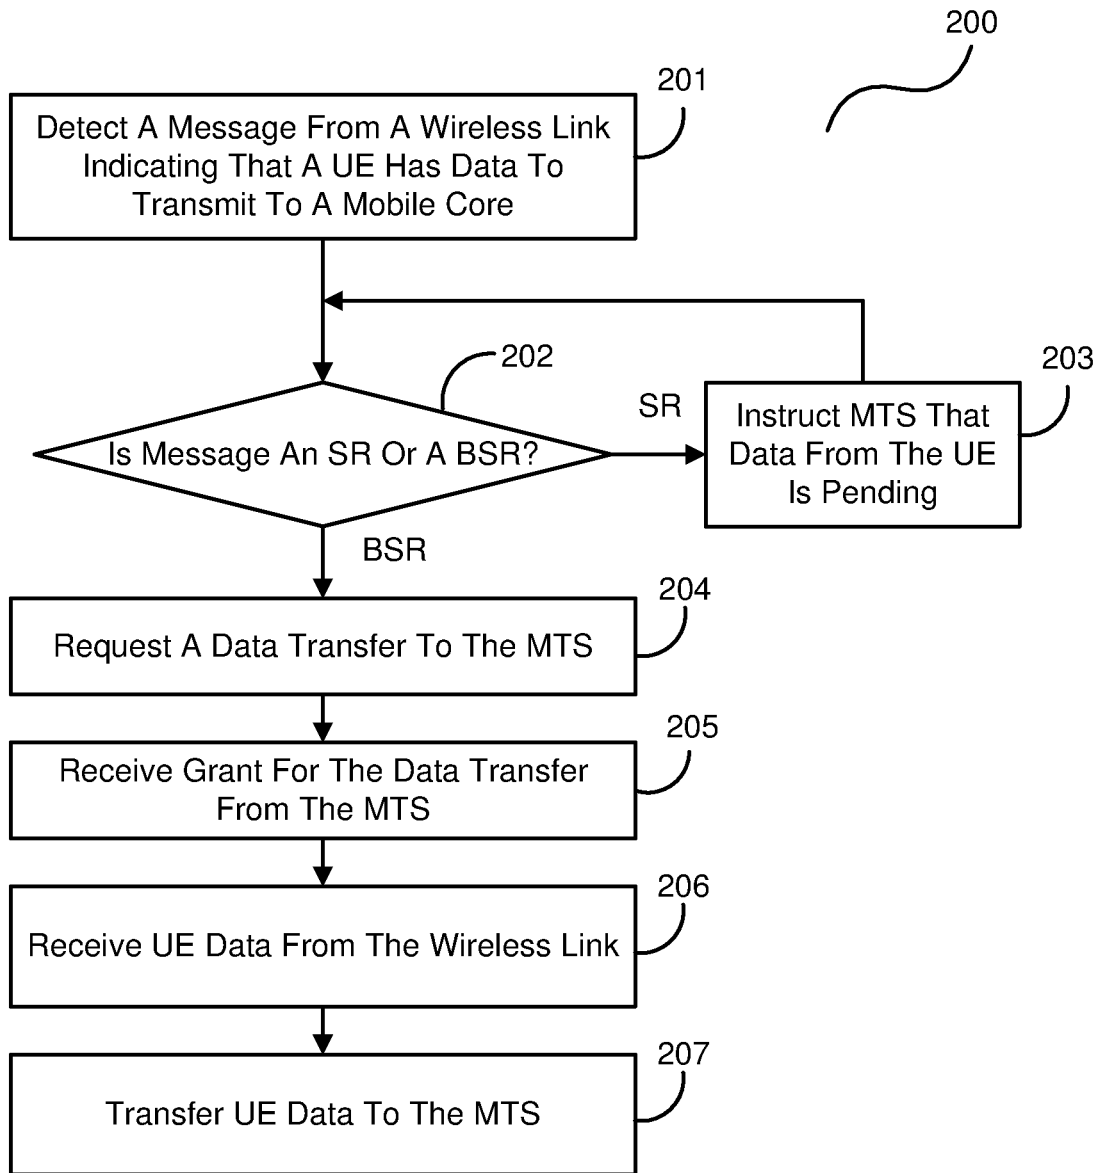 200
201
Detect A Message From A Wireless Link
Indicating That A UE Has Data To
Transmit To A Mobile Core
202
203
Is Message An SR Or A BSR?
SR
Instruct MTS That
Data From The UE
Is Pending
BSR
204
Request A Data Transfer To The MTS
205
Receive Grant For The Data Transfer
From The MTS
206
Receive UE Data From The Wireless Link
207
Transfer UE Data To The MTS